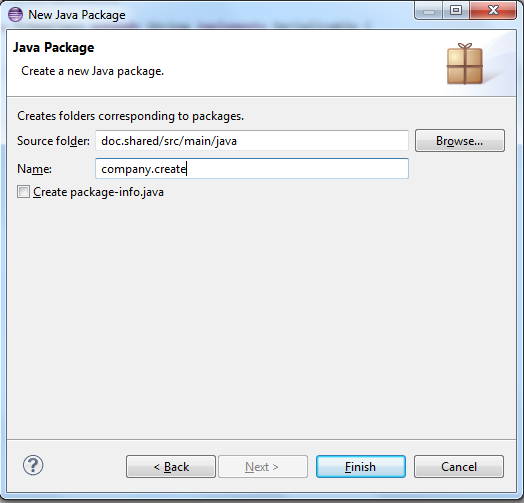 New Java Package
Java Package
Create a new Java package.
Creates folders corresponding to packages.
Source folder: doc.shared/src/main/java Browse...
Name: company.create
Create package-info.java
? < Back Next > Finish Cancel